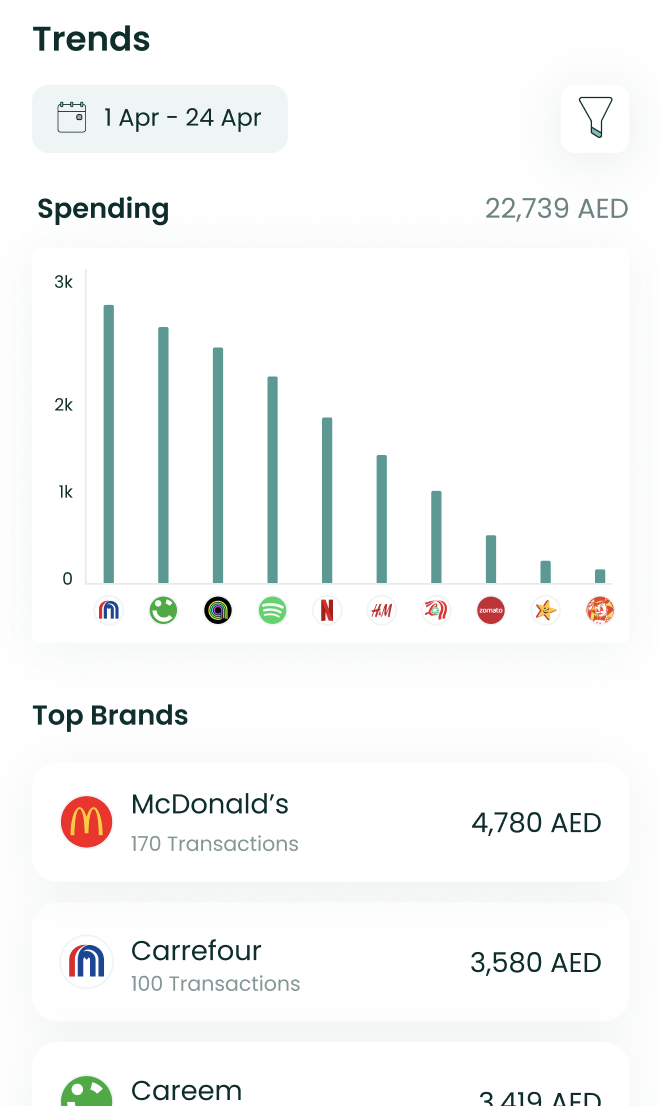 Trends
1 Apr - 24 Apr
Spending
22,739 AED
3k
2k
1k
0
N
H&M
zomato
Top Brands
McDonald’s
170 Transactions
4,780 AED
Carrefour
100 Transactions
3,580 AED
Careem
3,419 AED